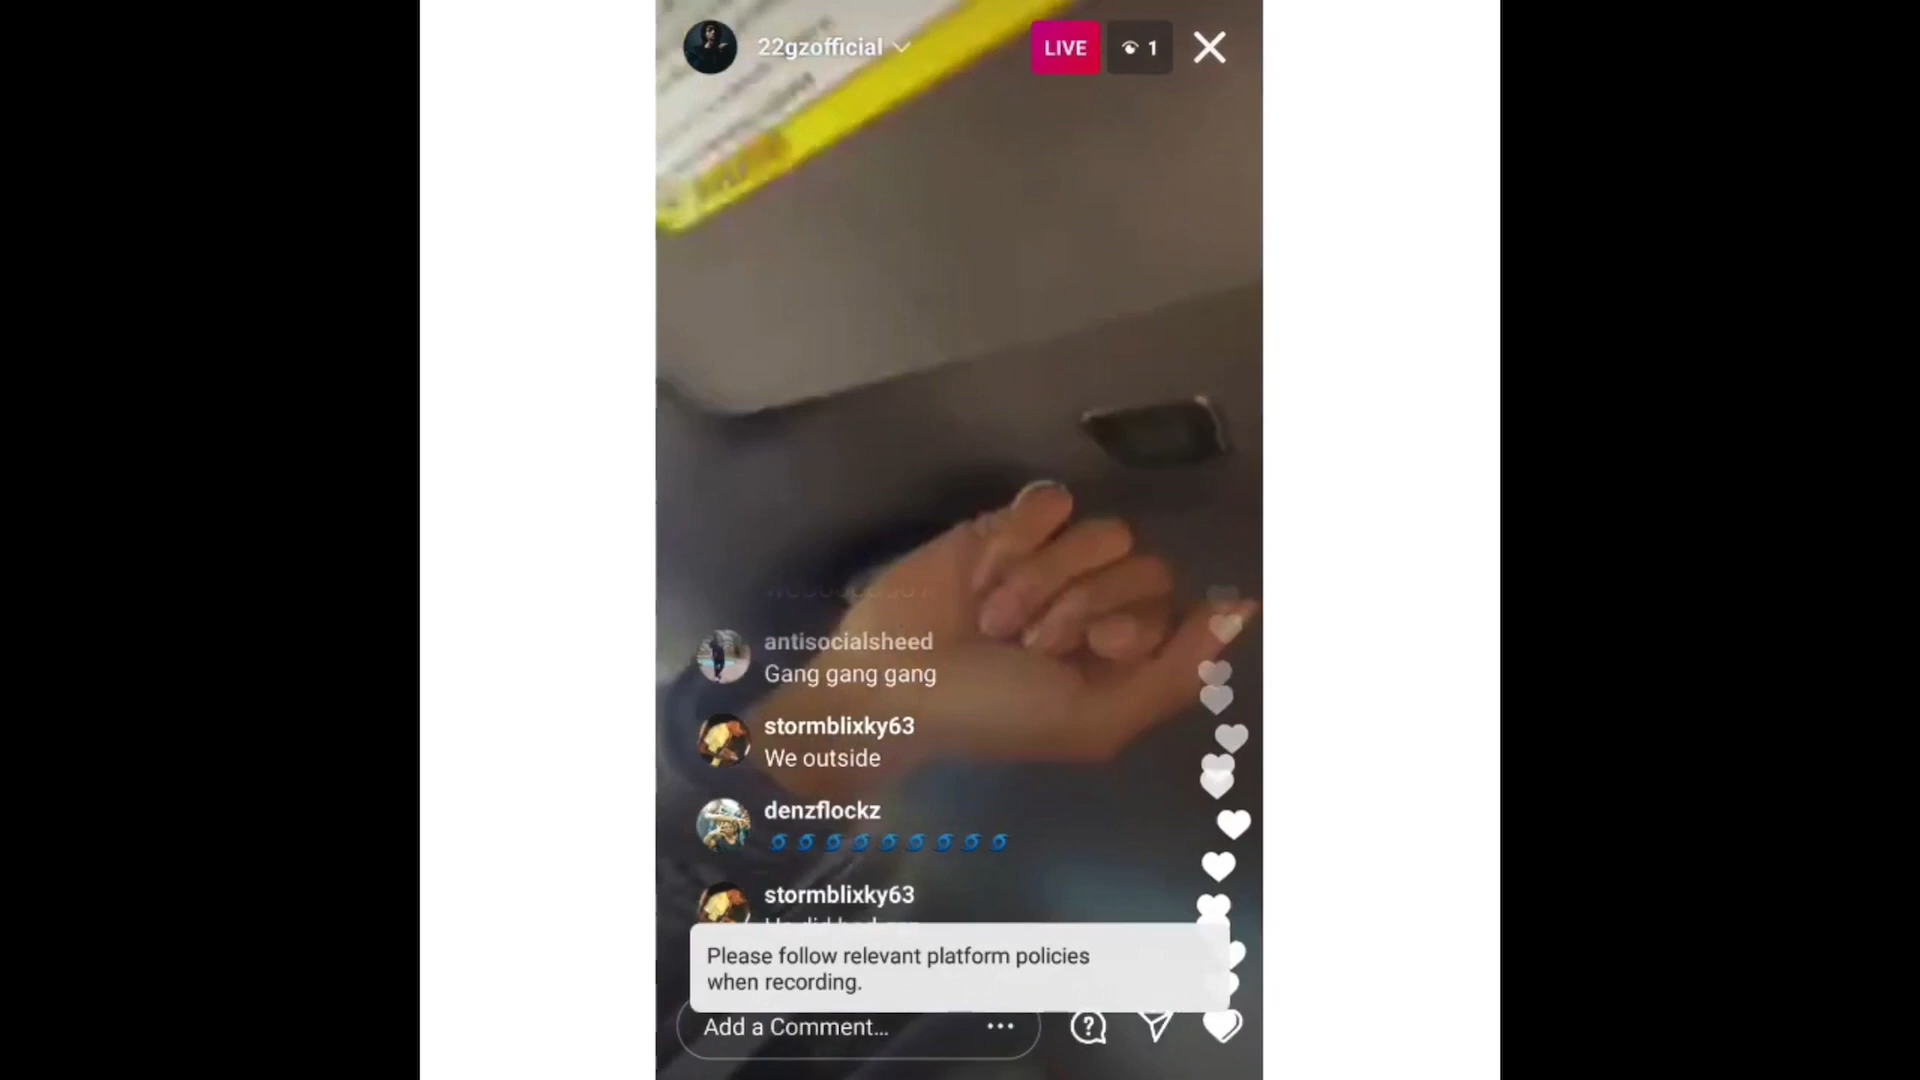 22gzofficial
LIVE
1
antisocialsheed
Gang gang gang
stormblixky63
We outside
denzflockz
🌀🌀🌀🌀🌀🌀🌀🌀🌀
stormblixky63
Please follow relevant platform policies
when recording.
Add a Comment...